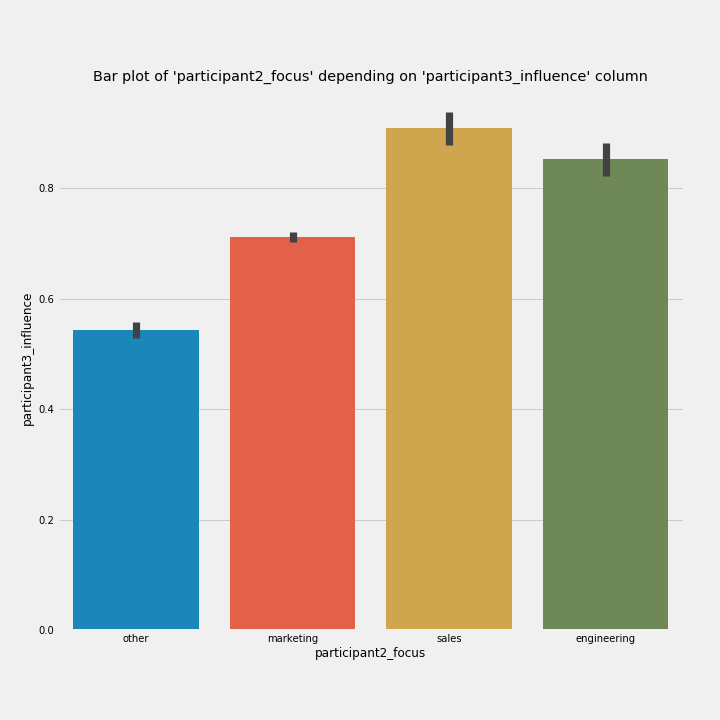 Bar plot of 'participant2_focus' depending on 'participant3_influence' column
participant3_influence
0.8
0.6
0.4
0.2
0.0
other marketing sales engineering
participant2_focus